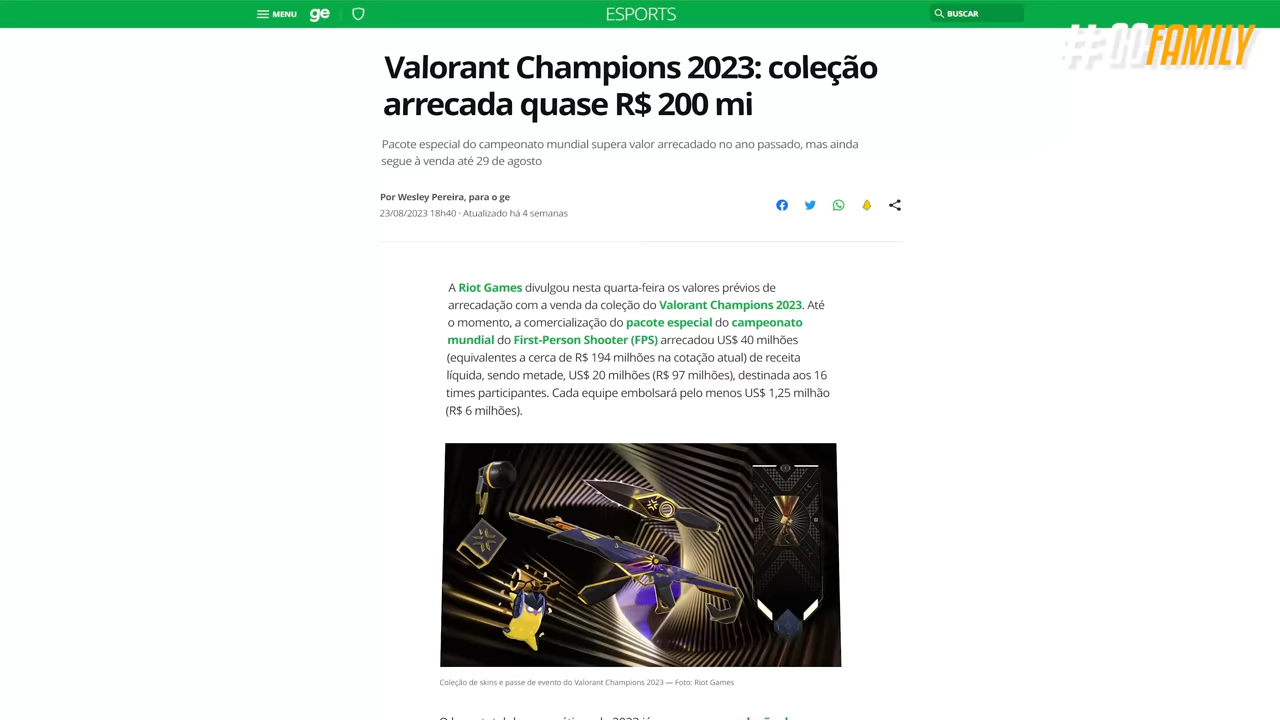 MENU ge ESPORTS BUSCAR
#GOFAMILY
Valorant Champions 2023: coleção
arrecada quase R$ 200 mi
Pacote especial do campeonato mundial supera valor arrecadado no ano passado, mas ainda
segue à venda até 29 de agosto
Por Wesley Pereira, para o ge
23/08/2023 18h40 · Atualizado há 4 semanas
A Riot Games divulgou nesta quarta-feira os valores prévios de
arrecadação com a venda da coleção do Valorant Champions 2023. Até
o momento, a comercialização do pacote especial do campeonato
mundial do First-Person Shooter (FPS) arrecadou US$ 40 milhões
(equivalentes a cerca de R$ 194 milhões na cotação atual) de receita
líquida, sendo metade, US$ 20 milhões (R$ 97 milhões), destinada aos 16
times participantes. Cada equipe embolsará pelo menos US$ 1,25 milhão
(R$ 6 milhões).
Coleção de skins e passe de evento do Valorant Champions 2023 — Foto: Riot Games